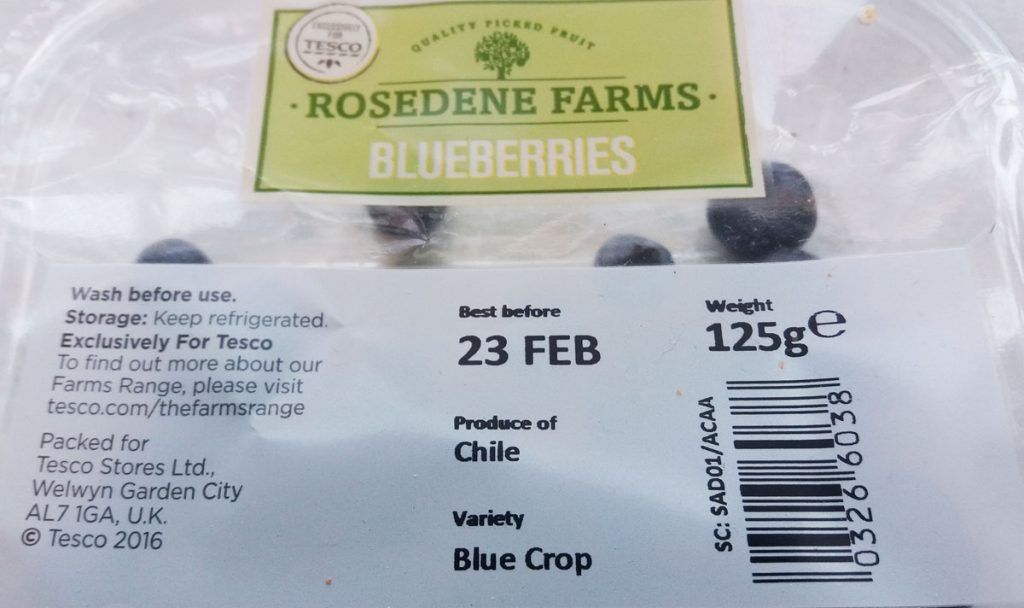 EXCLUSIVELY
FOR
TESCO
QUALITY PICKED FRUIT
· ROSEDENE FARMS ·
BLUEBERRIES
Wash before use.
Storage: Keep refrigerated.
Exclusively For Tesco
To find out more about our
Farms Range, please visit
tesco.com/thefarmsrange
Packed for
Tesco Stores Ltd.,
Welwyn Garden City
AL7 1GA, U.K.
© Tesco 2016
Best before
23 FEB
Produce of
Chile
Variety
Blue Crop
Weight
125g℮
SC: SAD01/ACAA
0326 6038